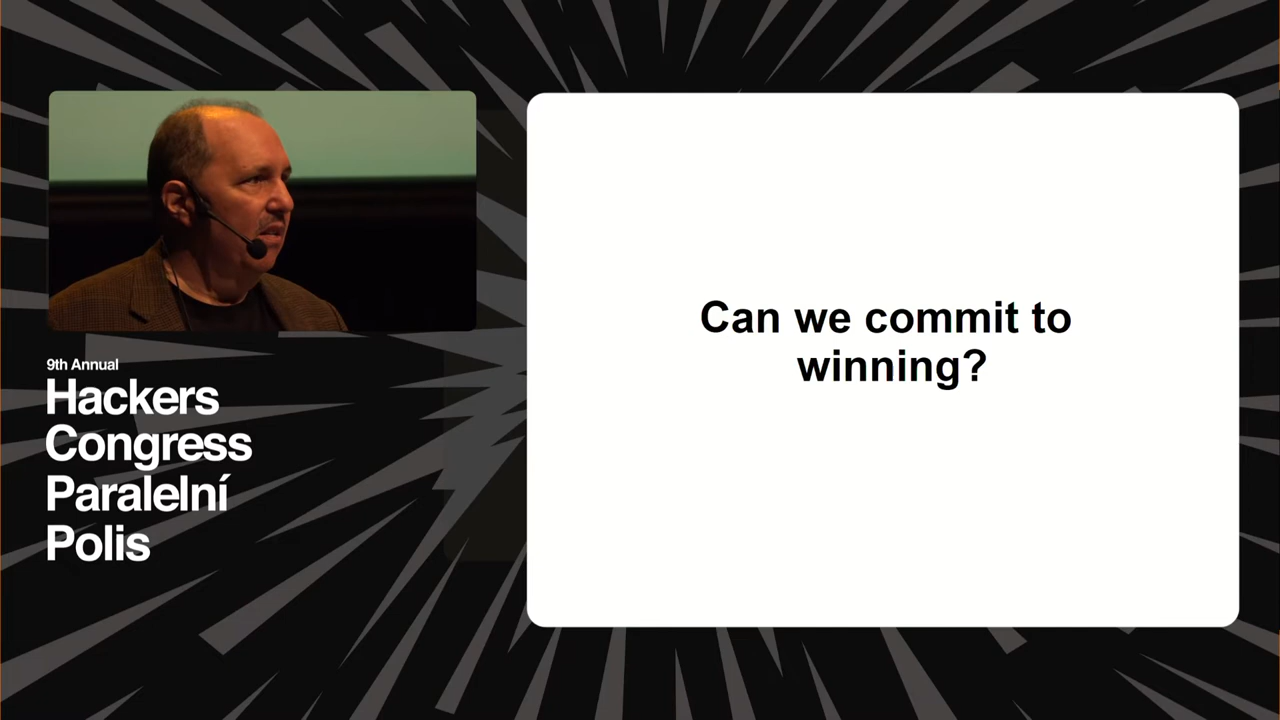 9th Annual
Hackers
Congress
Paralelní
Polis
Can we commit to
winning?